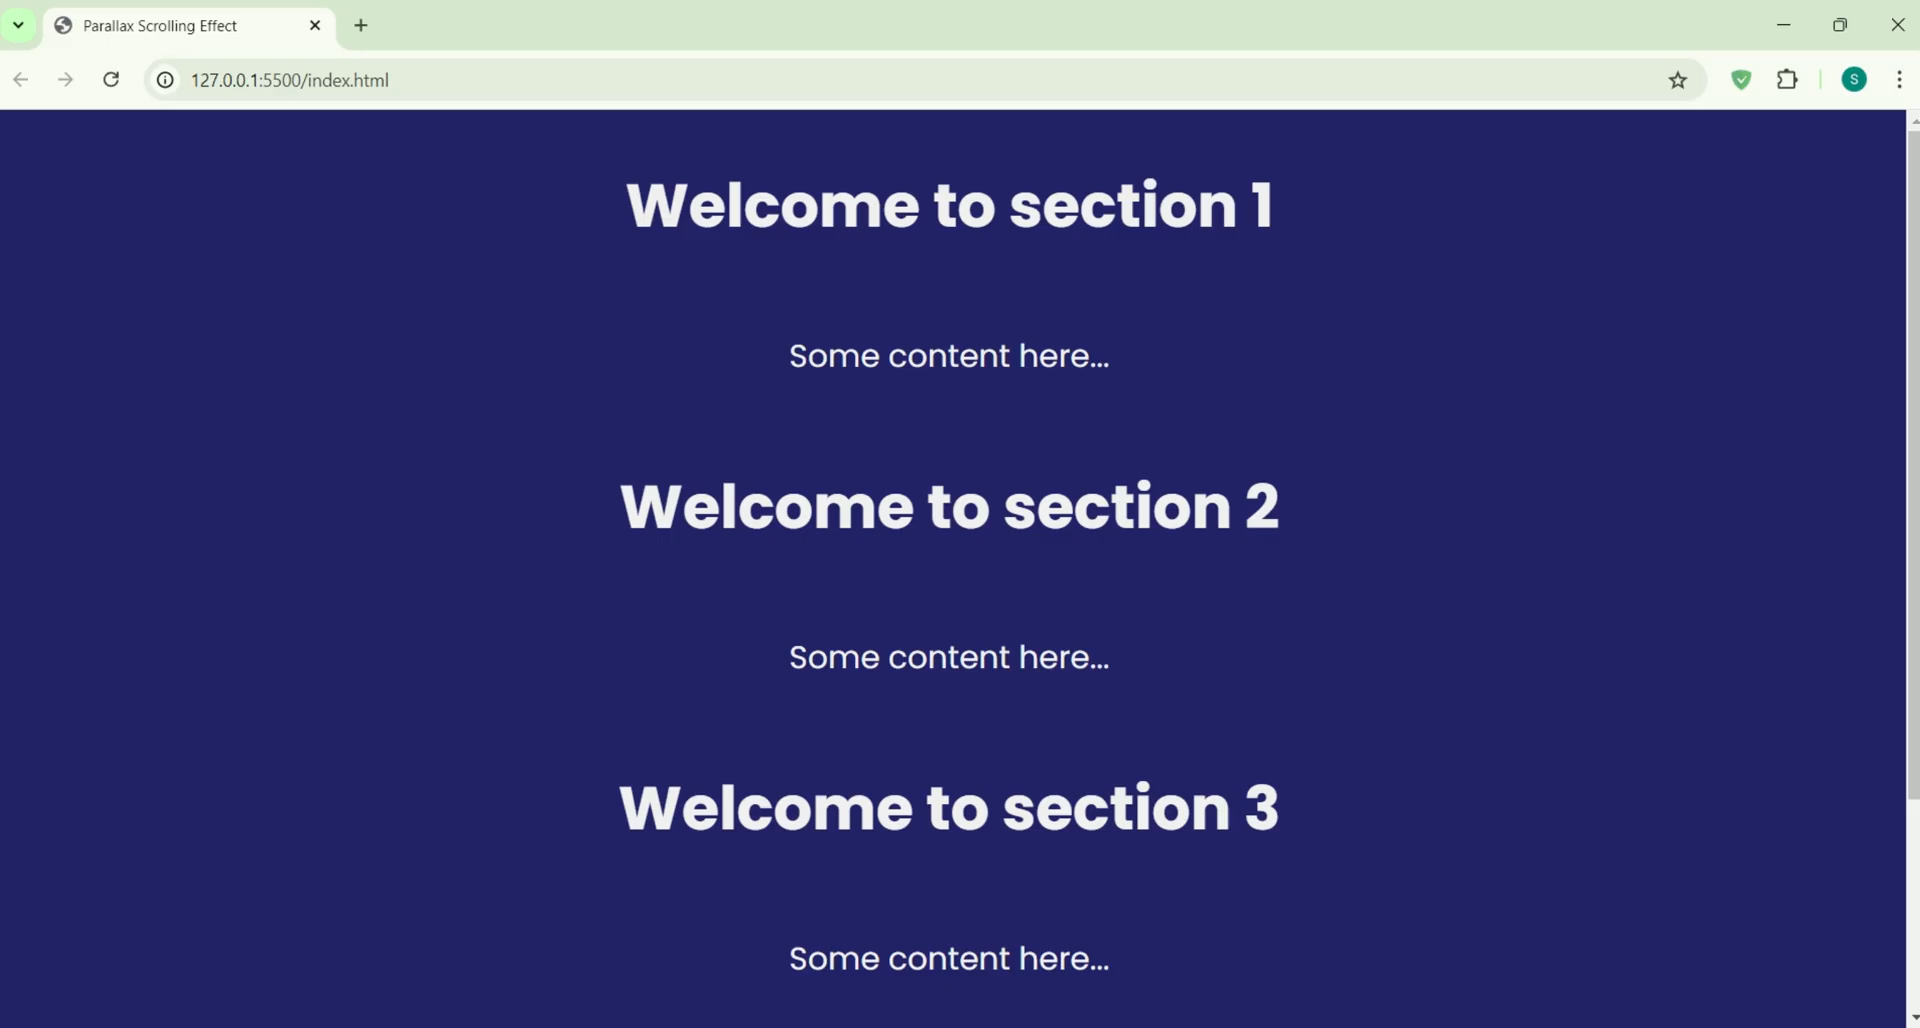 Parallax Scrolling Effect
127.0.0.1:5500/index.html
S
Welcome to section 1
Some content here...
Welcome to section 2
Some content here...
Welcome to section 3
Some content here...